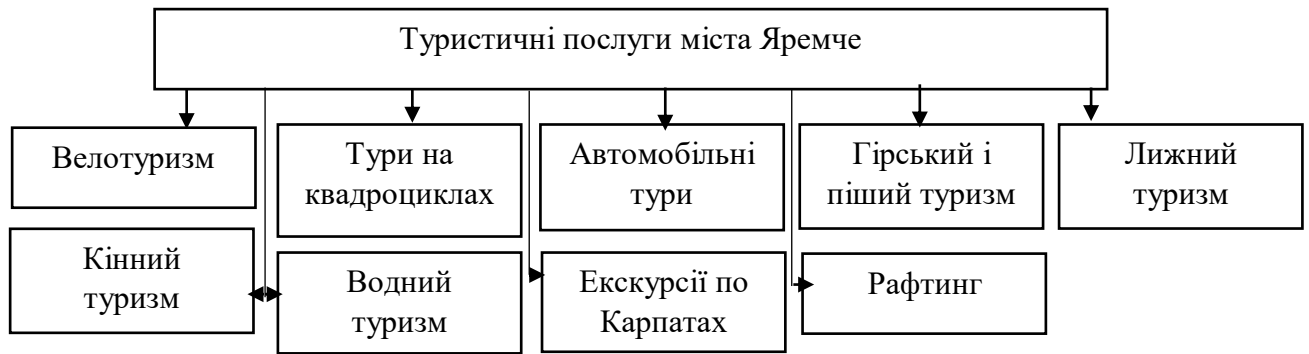 Туристичні послуги міста Яремче
Велотуризм
Тури на
квадроциклах
Автомобільні
тури
Гірський і
піший туризм
Лижний
туризм
Кінний
туризм
Водний
туризм
Екскурсії по
Карпатах
Рафтинг